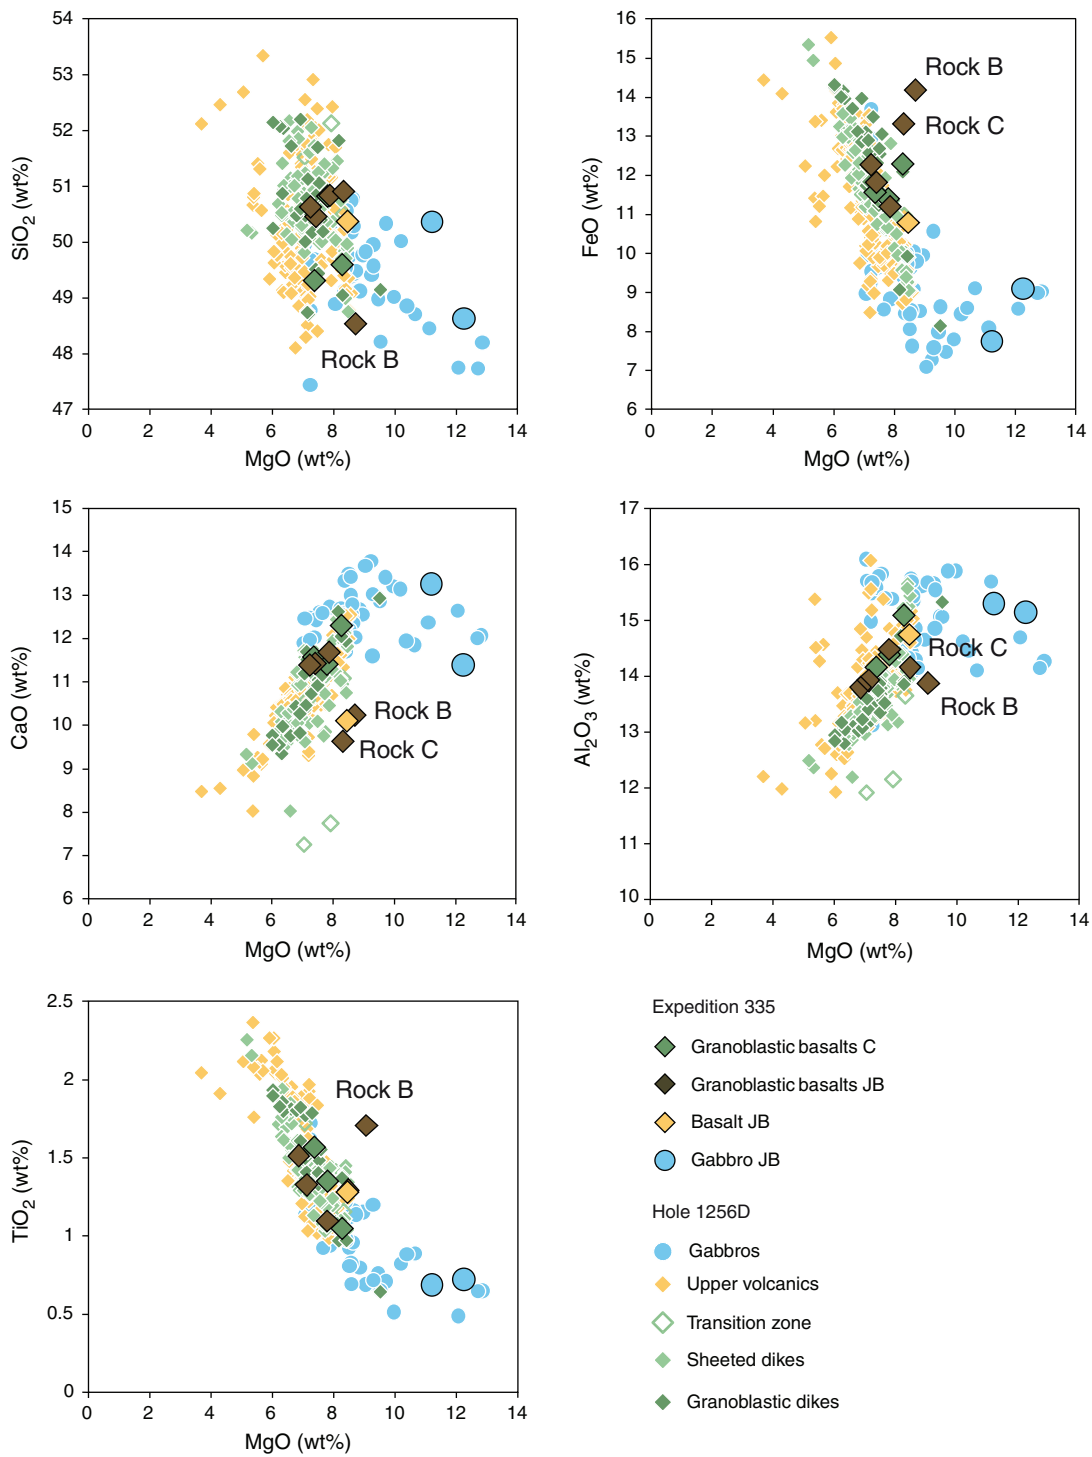 54
53
52
51
50
49
48
47
SiO2 (wt%)
Rock B
0 2 4 6 8 10 12 14
MgO (wt%)
16
15
14
13
12
11
10
9
8
7
6
FeO (wt%)
Rock B
Rock C
0 2 4 6 8 10 12 14
MgO (wt%)
15
14
13
12
11
10
9
8
7
6
CaO (wt%)
Rock B
Rock C
0 2 4 6 8 10 12 14
MgO (wt%)
17
16
15
14
13
12
11
10
Al2O3 (wt%)
Rock C
Rock B
0 2 4 6 8 10 12 14
MgO (wt%)
2.5
2
1.5
1
0.5
0
TiO2 (wt%)
Rock B
0 2 4 6 8 10 12 14
MgO (wt%)
Expedition 335
Granoblastic basalts C
Granoblastic basalts JB
Basalt JB
Gabbro JB
Hole 1256D
Gabbros
Upper volcanics
Transition zone
Sheeted dikes
Granoblastic dikes